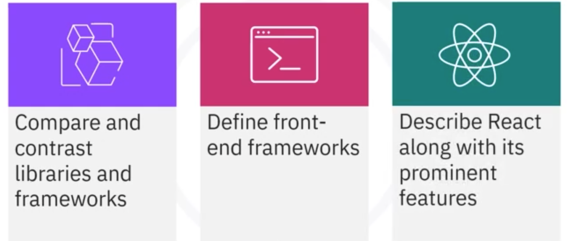 Compare and
contrast
libraries and
frameworks
Define front-
end frameworks
Describe React
along with its
prominent
features